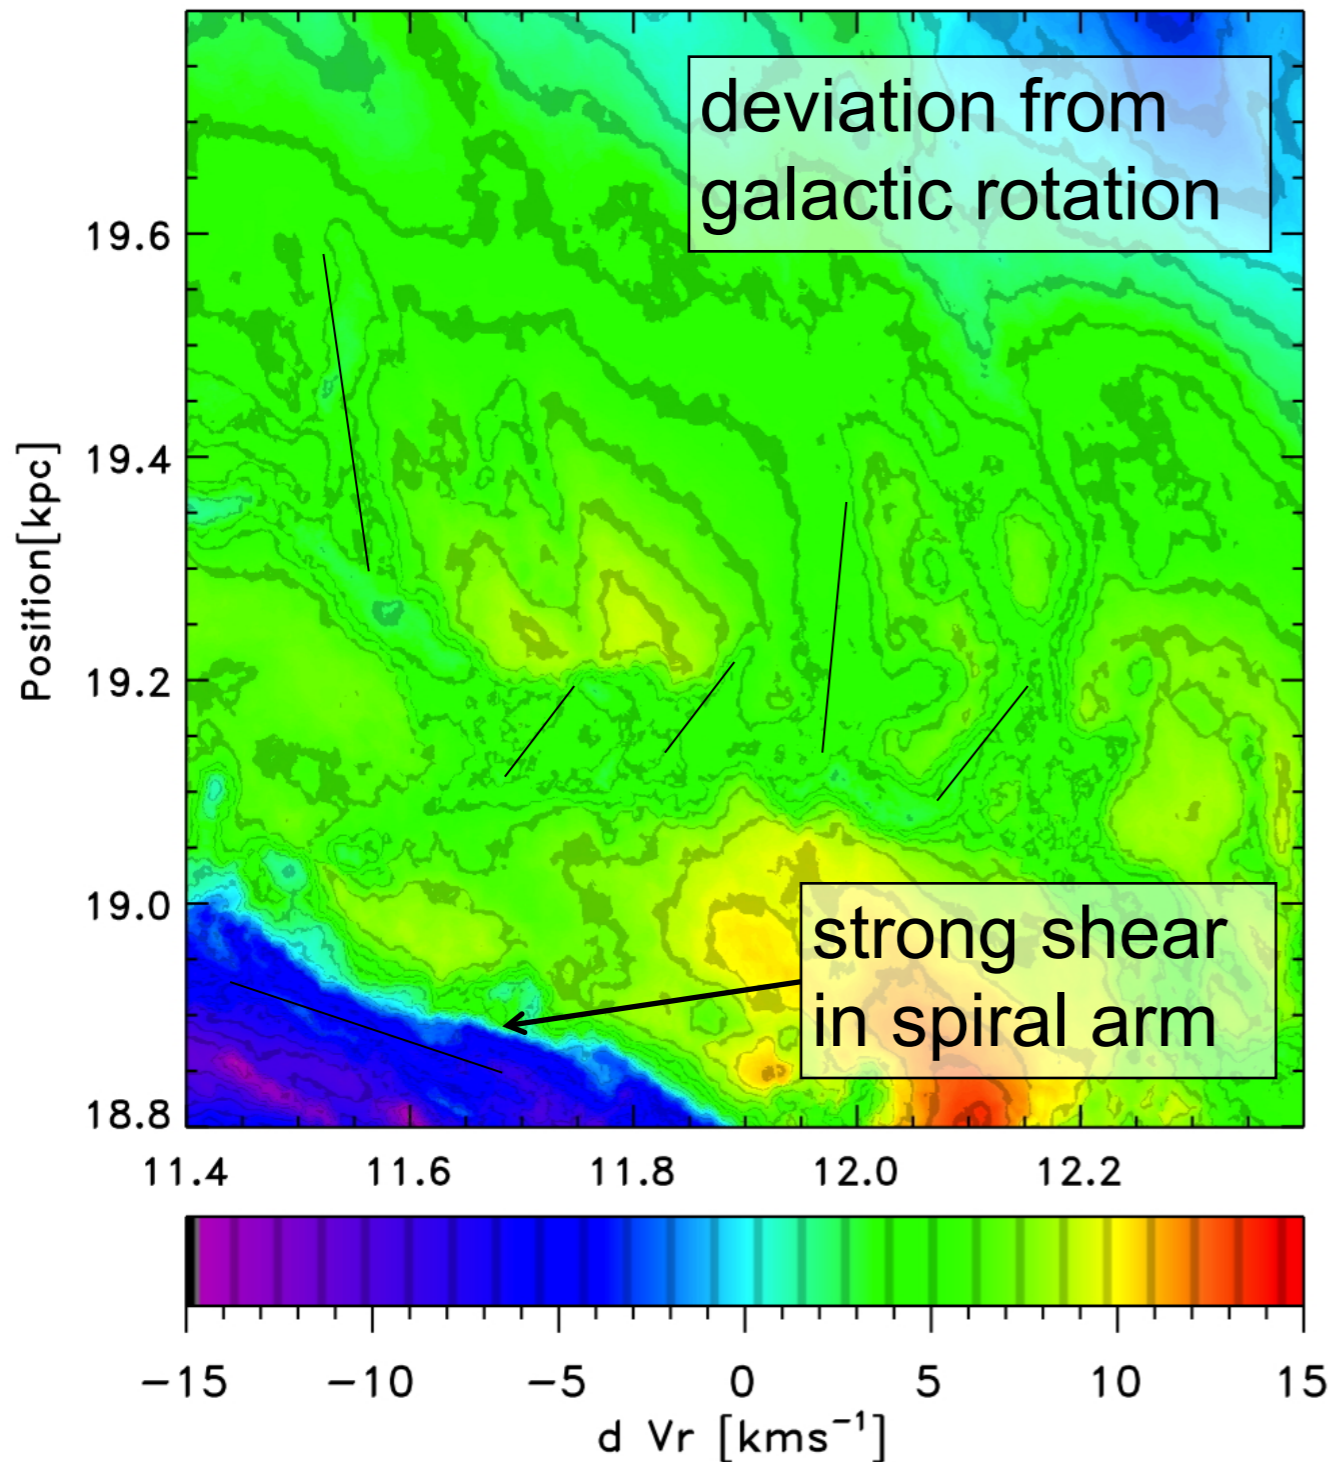 deviation from
galactic rotation
19.6
19.4
19.2
19.0
18.8
Position[kpc]
strong shear
in spiral arm
11.4 11.6 11.8 12.0 12.2
−15 −10 −5 0 5 10 15
d Vr [kms⁻¹]